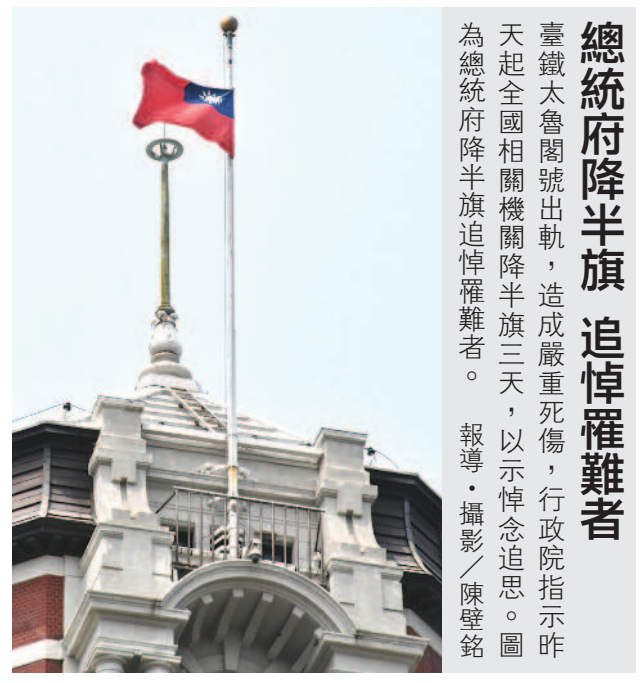 總統府降半旗 追悼罹難者
臺鐵太魯閣號出軌，造成嚴重死傷，行政院指示昨
天起全國相關機關降半旗三天，以示悼念追思。圖
為總統府降半旗追悼罹難者。 報導・攝影／陳壁銘